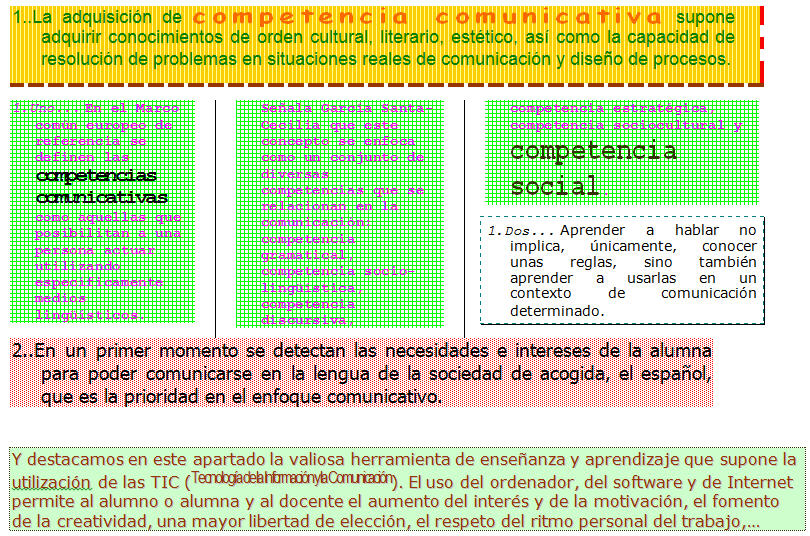 1..La adquisición de competencia comunicativa supone
adquirir conocimientos de orden cultural, literario, estético, así como la capacidad de
resolución de problemas en situaciones reales de comunicación y diseño de procesos.
1.Uno... En el Marco
común europeo de
referencia se
definen las
competencias
comunicativas
como aquellas que
posibilitan a una
persona actuar
utilizando
específicamente
medios
lingüísticos.
Señala García Santa-
Cecilia que este
concepto se enfoca
como un conjunto de
diversas
competencias que se
relacionan en la
comunicación:
competencia
gramatical,
competencia socio-
lingüística,
competencia
discursiva,
competencia estratégica,
competencia sociocultural y
competencia
social.
1.Dos... Aprender a hablar no
implica, únicamente, conocer
unas reglas, sino también
aprender a usarlas en un
contexto de comunicación
determinado.
2..En un primer momento se detectan las necesidades e intereses de la alumna
para poder comunicarse en la lengua de la sociedad de acogida, el español,
que es la prioridad en el enfoque comunicativo.
Y destacamos en este apartado la valiosa herramienta de enseñanza y aprendizaje que supone la
utilización de las TIC (Tecnología de la Información y la Comunicación). El uso del ordenador, del software y de Internet
permite al alumno o alumna y al docente el aumento del interés y de la motivación, el fomento
de la creatividad, una mayor libertad de elección, el respeto del ritmo personal del trabajo,...